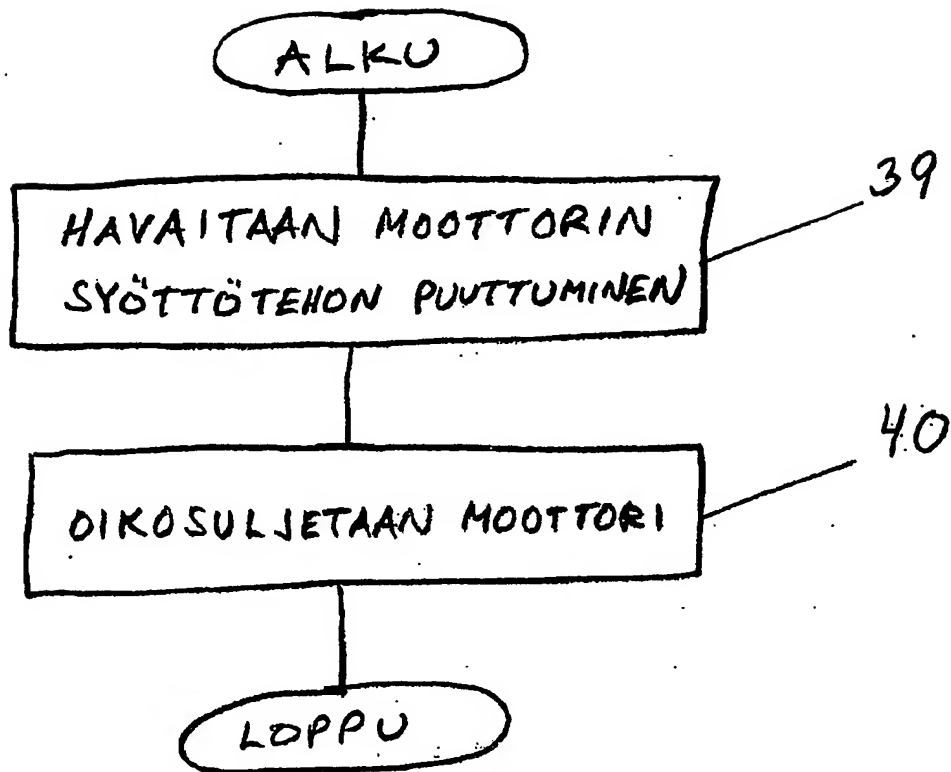 ALKU
HAVAITAAN MOOTTORIN
SYÖTTÖTEHON PUUTTUMINEN
39
OIKOSULJETAAN MOOTTORI
40
LOPPU